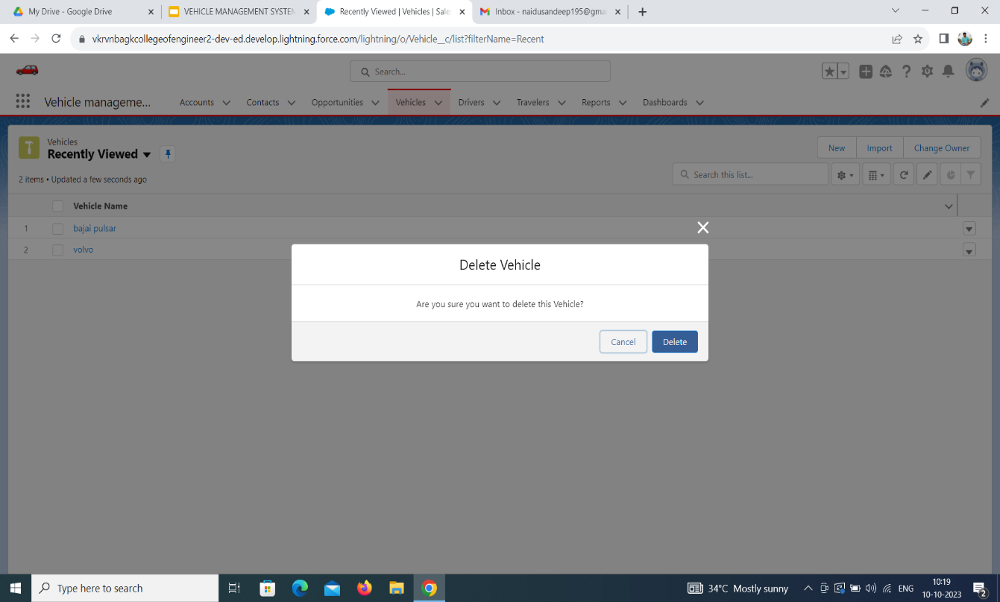 My Drive - Google Drive
VEHICLE MANAGEMENT SYSTEM
Recently Viewed | Vehicles | Sale
Inbox - naidusandeep195@gma
vkrvnbagkcollegeofengineer2-dev-ed.develop.lightning.force.com/lightning/o/Vehicle__c/list?filterName=Recent
Search...
Vehicle manageme...
Accounts
Contacts
Opportunities
Vehicles
Drivers
Travelers
Reports
Dashboards
Vehicles
Recently Viewed
New
Import
Change Owner
2 items • Updated a few seconds ago
Search this list...
Vehicle Name
1 bajai pulsar
2 volvo
Delete Vehicle
Are you sure you want to delete this Vehicle?
Cancel
Delete
Type here to search
34°C Mostly sunny
ENG
10:19
10-10-2023
2